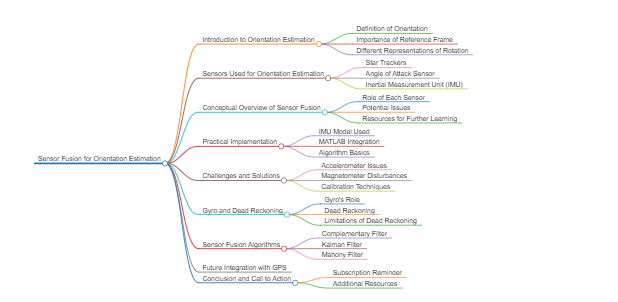 Sensor Fusion for Orientation Estimation
Introduction to Orientation Estimation
Definition of Orientation
Importance of Reference Frame
Different Representations of Rotation
Sensors Used for Orientation Estimation
Star Trackers
Angle of Attack Sensor
Inertial Measurement Unit (IMU)
Conceptual Overview of Sensor Fusion
Role of Each Sensor
Potential Issues
Resources for Further Learning
Practical Implementation
IMU Model Used
MATLAB Integration
Algorithm Basics
Challenges and Solutions
Accelerometer Issues
Magnetometer Disturbances
Calibration Techniques
Gyro and Dead Reckoning
Gyro's Role
Dead Reckoning
Limitations of Dead Reckoning
Sensor Fusion Algorithms
Complementary Filter
Kalman Filter
Mahony Filter
Future Integration with GPS
Conclusion and Call to Action
Subscription Reminder
Additional Resources